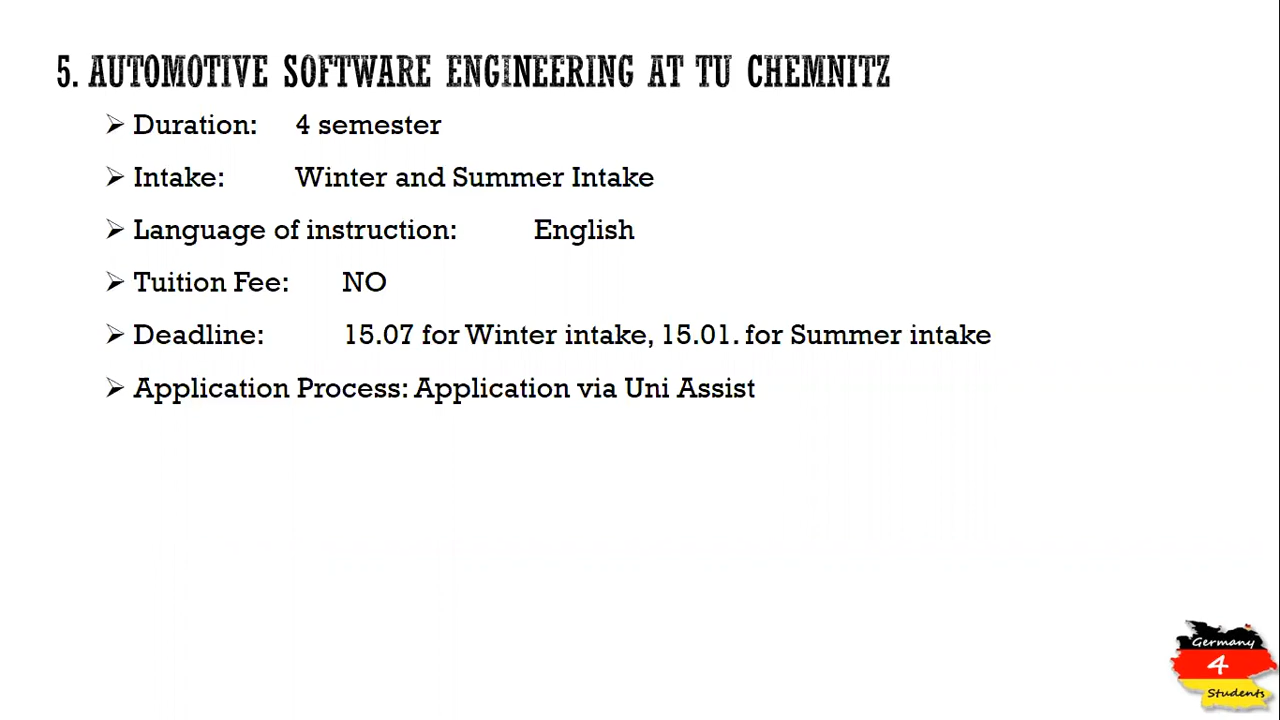 5. AUTOMOTIVE SOFTWARE ENGINEERING AT TU CHEMNITZ
Duration: 4 semester
Intake: Winter and Summer Intake
Language of instruction: English
Tuition Fee: NO
Deadline: 15.07 for Winter intake, 15.01. for Summer intake
Application Process: Application via Uni Assist
Germany
4
Students